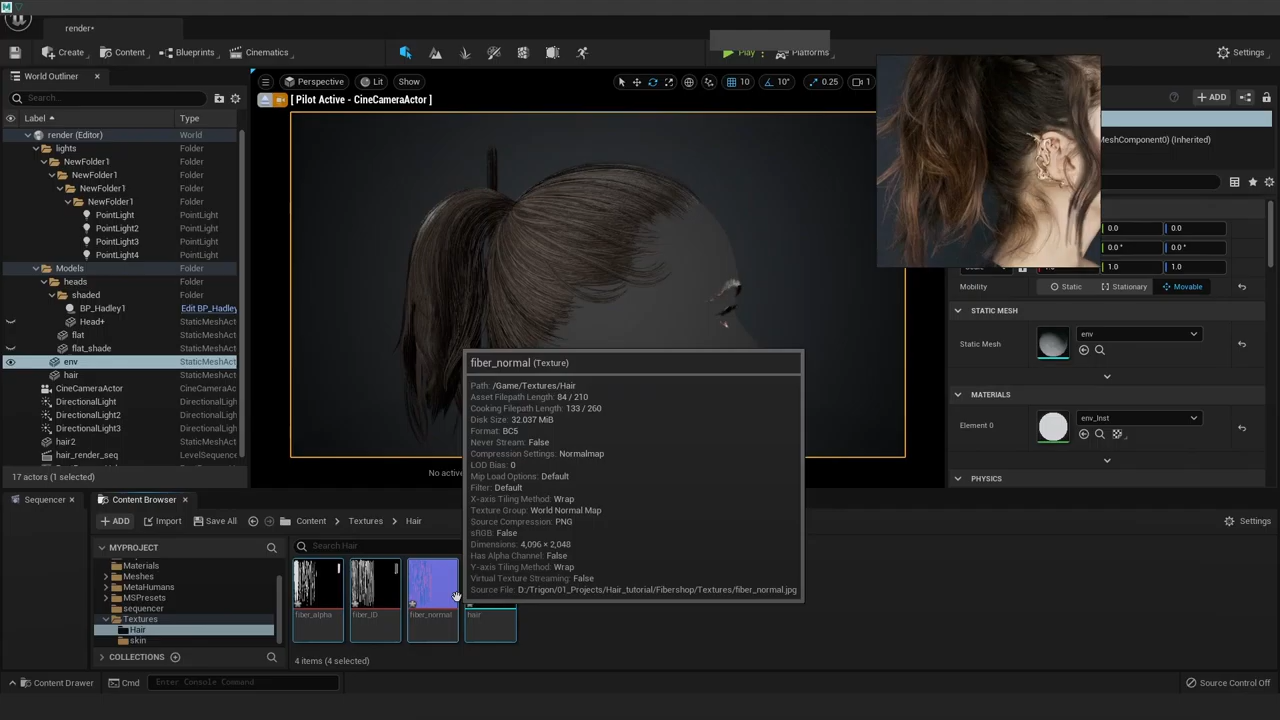 render*
Create
Content
Blueprints
Cinematics
Play
Platforms
Settings
World Outliner
Search...
Label
Type
render (Editor)
World
lights
Folder
NewFolder1
Folder
NewFolder1
Folder
NewFolder1
Folder
NewFolder1
Folder
PointLight
PointLight
PointLight2
PointLight
PointLight3
PointLight
PointLight4
PointLight
Models
Folder
heads
Folder
shaded
Folder
BP_Hadley1
Edit BP_Hadley
Head+
StaticMeshAct
flat
StaticMeshAct
flat_shade
StaticMeshAct
env
StaticMeshAct
hair
StaticMeshAct
CineCameraActor
CineCameraAct
DirectionalLight
DirectionalLigh
DirectionalLight2
DirectionalLigh
DirectionalLight3
DirectionalLigh
hair2
StaticMeshAct
hair_render_seq
LevelSequence
17 actors (1 selected)
Perspective
Lit
Show
10
10°
0.25
1
[ Pilot Active - CineCameraActor ]
No active
ADD
MeshComponent0) (Inherited)
0.0
0.0
0.0 °
0.0 °
1.0
1.0
Mobility
Static
Stationary
Movable
STATIC MESH
Static Mesh
env
MATERIALS
Element 0
env_Inst
PHYSICS
fiber_normal (Texture)
Path: /Game/Textures/Hair
Asset Filepath Length: 84 / 210
Cooking Filepath Length: 133 / 260
Disk Size: 32.037 MiB
Format: BC5
Never Stream: False
Compression Settings: Normalmap
LOD Bias: 0
Mip Load Options: Default
Filter: Default
X-axis Tiling Method: Wrap
Texture Group: World Normal Map
Source Compression: PNG
sRGB: False
Dimensions: 4,096 × 2,048
Has Alpha Channel: False
Y-axis Tiling Method: Wrap
Virtual Texture Streaming: False
Source File: D:/Trigon/01_Projects/Hair_tutorial/Fibershop/Textures/fiber_normal.jpg
Sequencer
Content Browser
ADD
Import
Save All
Content
Textures
Hair
Settings
MYPROJECT
Search Hair
Materials
Meshes
MetaHumans
MSPresets
sequencer
Textures
Hair
skin
COLLECTIONS
fiber_alpha
fiber_ID
fiber_normal
hair
4 items (4 selected)
Content Drawer
Cmd
Enter Console Command
Source Control Off